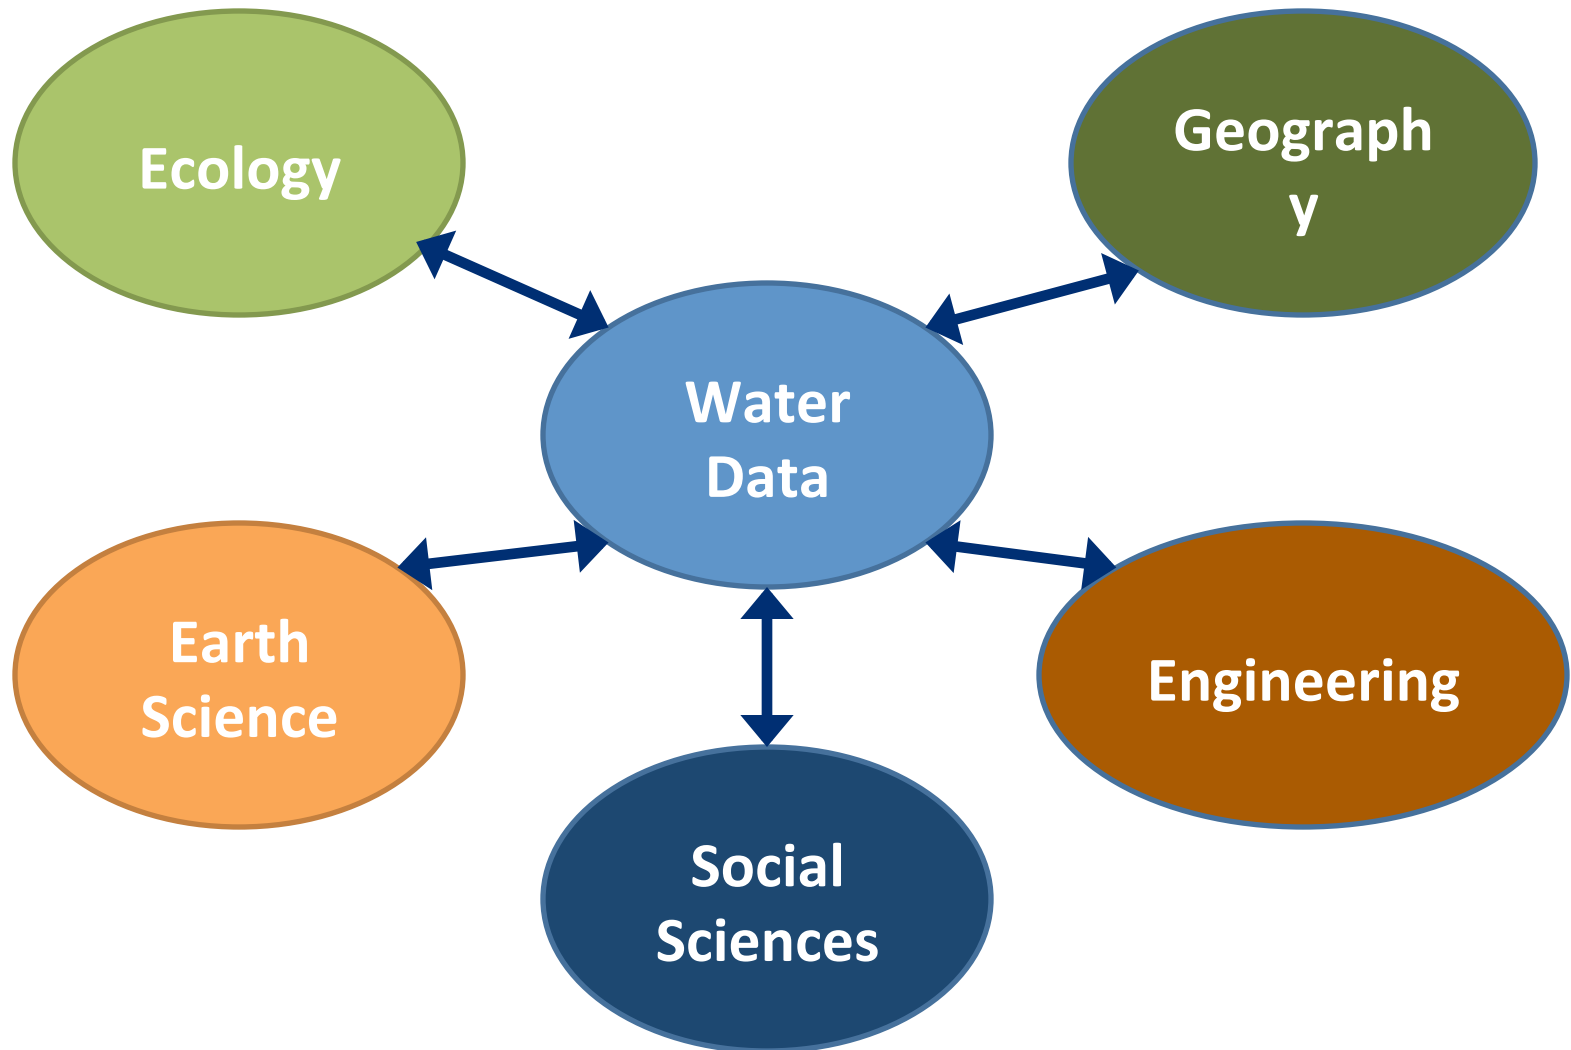 Ecology
Geograph
y
Water
Data
Earth
Science
Engineering
Social
Sciences